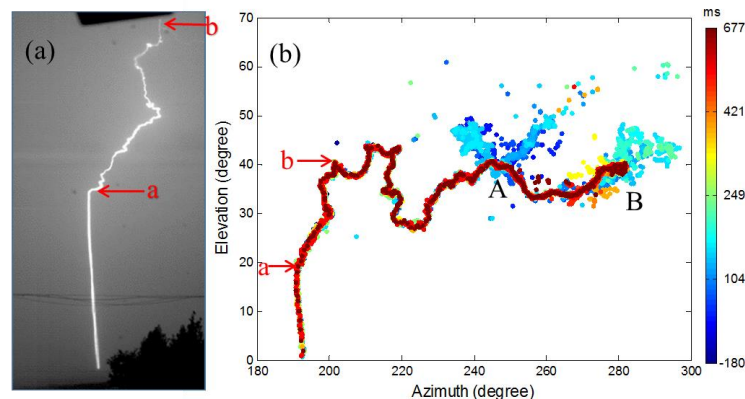 (a)
b
a
(b)
ms
677
421
249
104
-180
70
60
50
40
30
20
10
0
Elevation (degree)
b
a
A
B
180
200
220
240
260
280
300
Azimuth (degree)